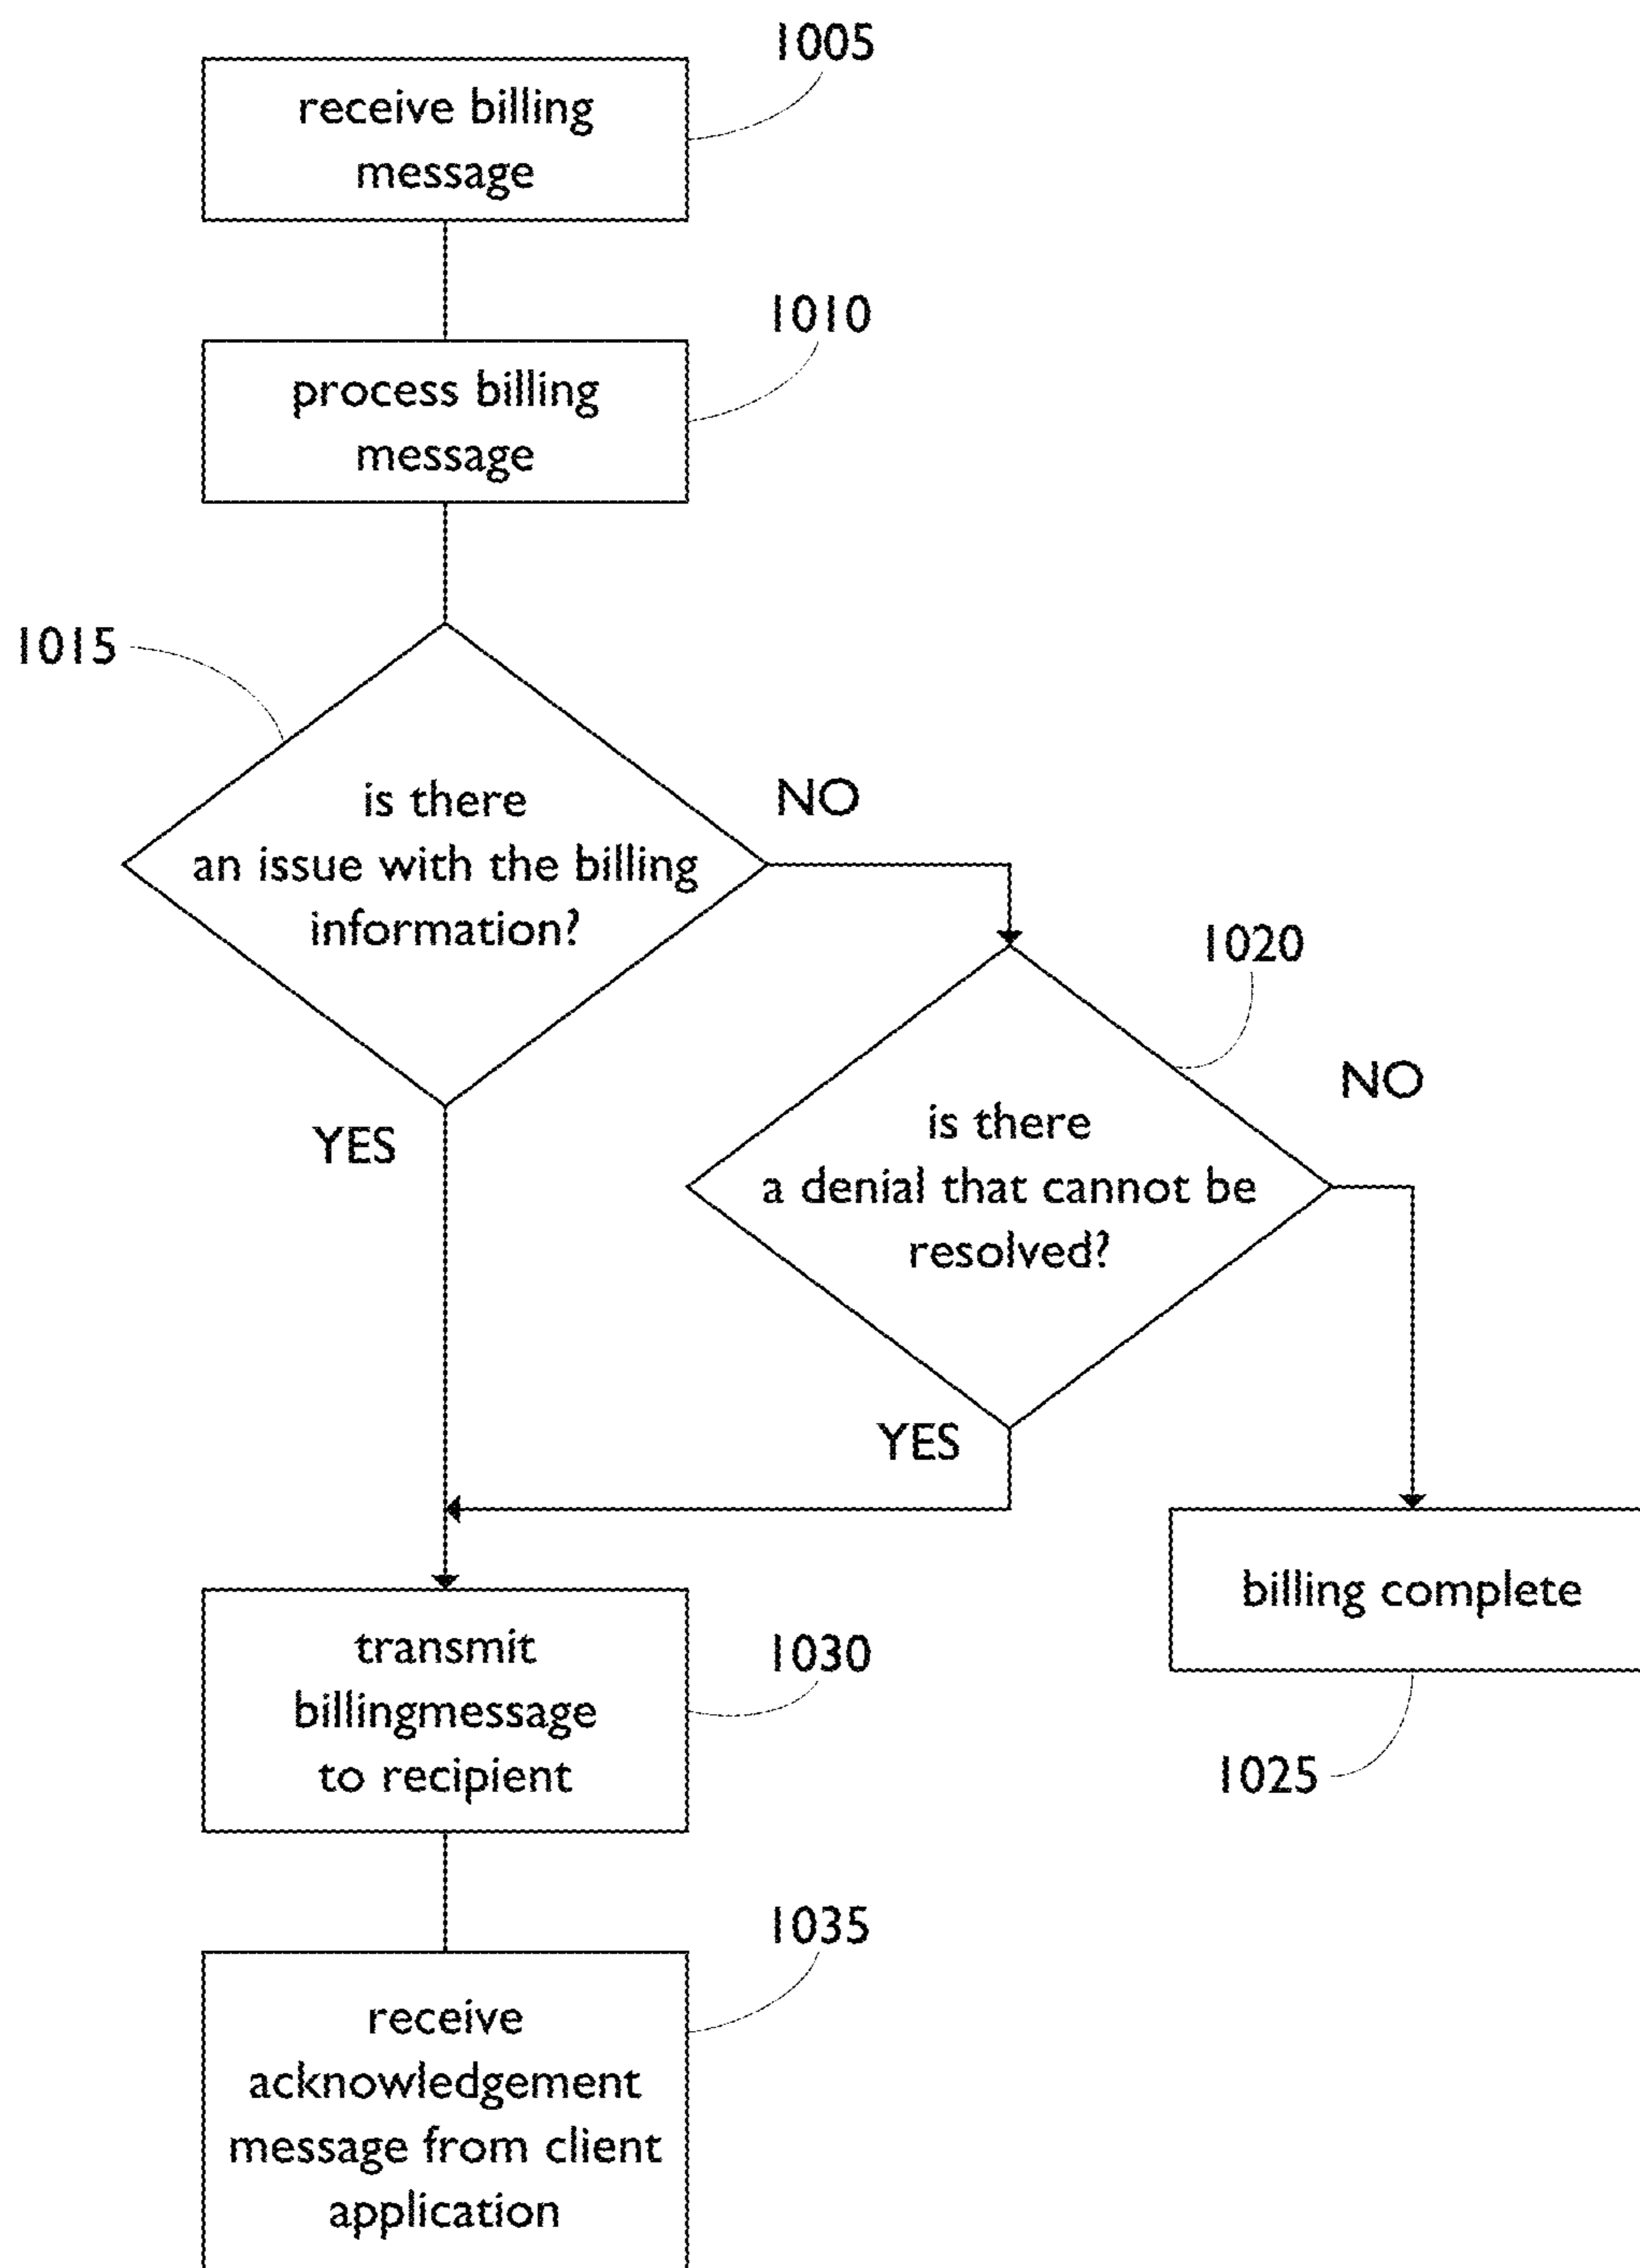 1005
receive billing
message
1010
process billing
message
1015
is there
an issue with the billing
information?
NO
YES
1020
is there
a denial that cannot be
resolved?
NO
YES
billing complete
1025
transmit
billingmessage
to recipient
1030
1035
receive
acknowledgement
message from client
application